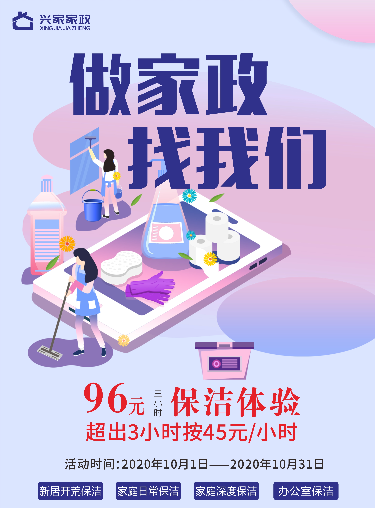 兴家家政
XINGJIAJIAZHENG
做家政
找我们
96元 三小时 保洁体验
超出3小时按45元/小时
活动时间:2020年10月1日——2020年10月31日
新居开荒保洁 家庭日常保洁 家庭深度保洁 办公室保洁